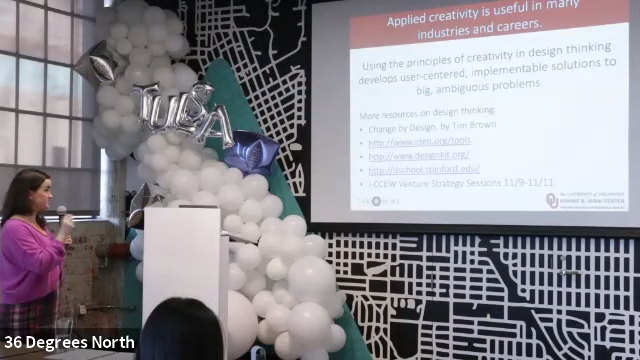 Applied creativity is useful in many
industries and careers.
Using the principles of creativity in design thinking
develops user-centered, implementable solutions to
big, ambiguous problems.
More resources on design thinking:
• Change by Design, by Tim Brown
• http://www.ideo.org/tools
• http://www.designkit.org/
• http://dschool.stanford.edu/
• I-CCEW Venture Strategy Sessions 11/9-11/11
TULSA
36 Degrees North